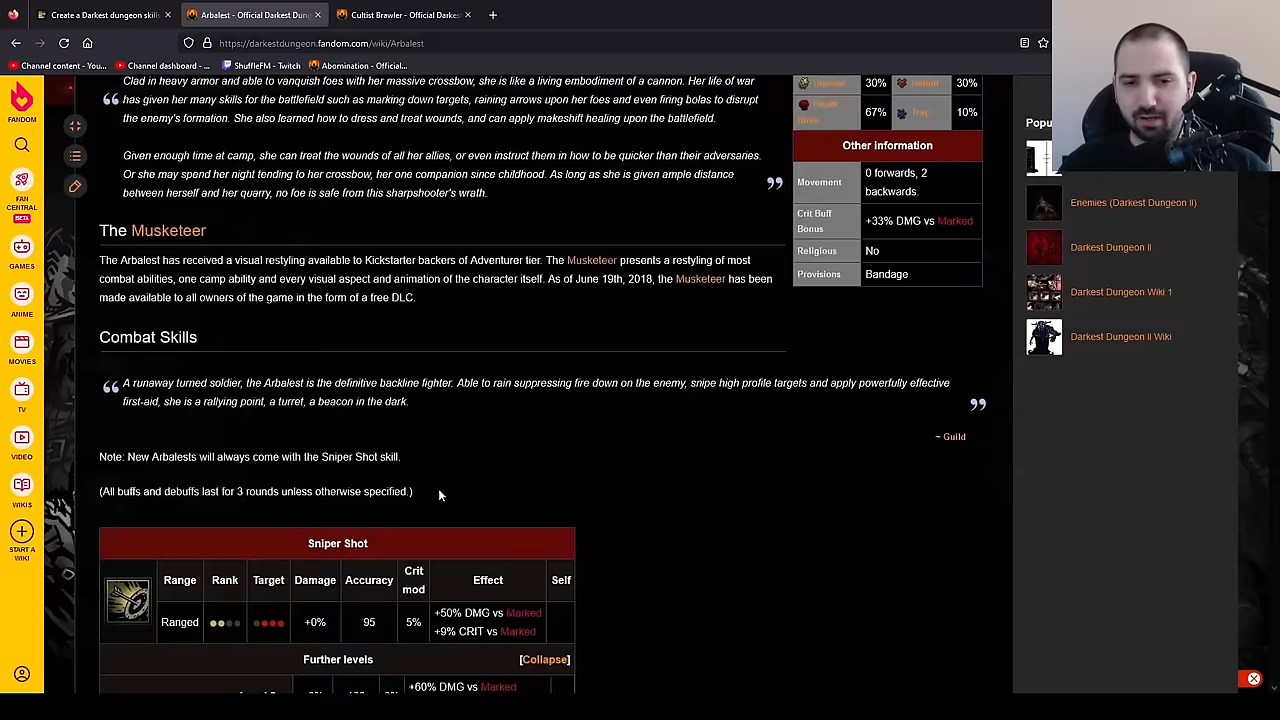 Create a Darkest dungeon skill
Arbalest - Official Darkest Dung
Cultist Brawler - Official Darkes
https://darkestdungeon.fandom.com/wiki/Arbalest
Channel content - You...
Channel dashboard - ...
ShuffleFM - Twitch
Abomination - Official...
FANDOM
FAN CENTRAL
BETA
GAMES
ANIME
MOVIES
TV
VIDEO
WIKIS
START A WIKI
Clad in heavy armor and able to vanquish foes with her massive crossbow, she is like a living embodiment of a cannon. Her life of war
has given her many skills for the battlefield such as marking down targets, raining arrows upon her foes and even firing bolas to disrupt
the enemy's formation. She also learned how to dress and treat wounds, and can apply makeshift healing upon the battlefield.
Given enough time at camp, she can treat the wounds of all her allies, or even instruct them in how to be quicker than their adversaries.
Or she may spend her night tending to her crossbow, her one companion since childhood. As long as she is given ample distance
between herself and her quarry, no foe is safe from this sharpshooter's wrath.
The Musketeer
The Arbalest has received a visual restyling available to Kickstarter backers of Adventurer tier. The Musketeer presents a restyling of most
combat abilities, one camp ability and every visual aspect and animation of the character itself. As of June 19th, 2018, the Musketeer has been
made available to all owners of the game in the form of a free DLC.
Combat Skills
A runaway turned soldier, the Arbalest is the definitive backline fighter. Able to rain suppressing fire down on the enemy, snipe high profile targets and apply powerfully effective
first-aid, she is a rallying point, a turret, a beacon in the dark.
~ Guild
Note: New Arbalests will always come with the Sniper Shot skill.
(All buffs and debuffs last for 3 rounds unless otherwise specified.)
Sniper Shot
Range Rank Target Damage Accuracy Crit mod Effect Self
Ranged +0% 95 5% +50% DMG vs Marked
+9% CRIT vs Marked
Further levels [Collapse]
+60% DMG vs Marked
30% 30%
67% Trap 10%
Other information
Movement 0 forwards, 2 backwards.
Crit Buff Bonus +33% DMG vs Marked
Religious No
Provisions Bandage
Popu
Enemies (Darkest Dungeon II)
Darkest Dungeon II
Darkest Dungeon Wiki 1
Darkest Dungeon II Wiki